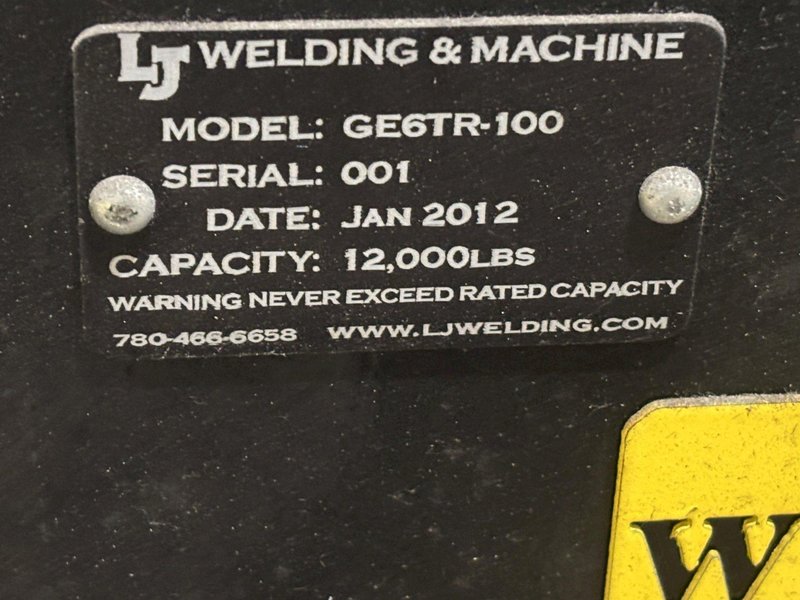 LJ WELDING & MACHINE
MODEL: GE6TR-100
SERIAL: 001
DATE: JAN 2012
CAPACITY: 12,000LBS
WARNING NEVER EXCEED RATED CAPACITY
780-466-6658 WWW.LJWELDING.COM
W